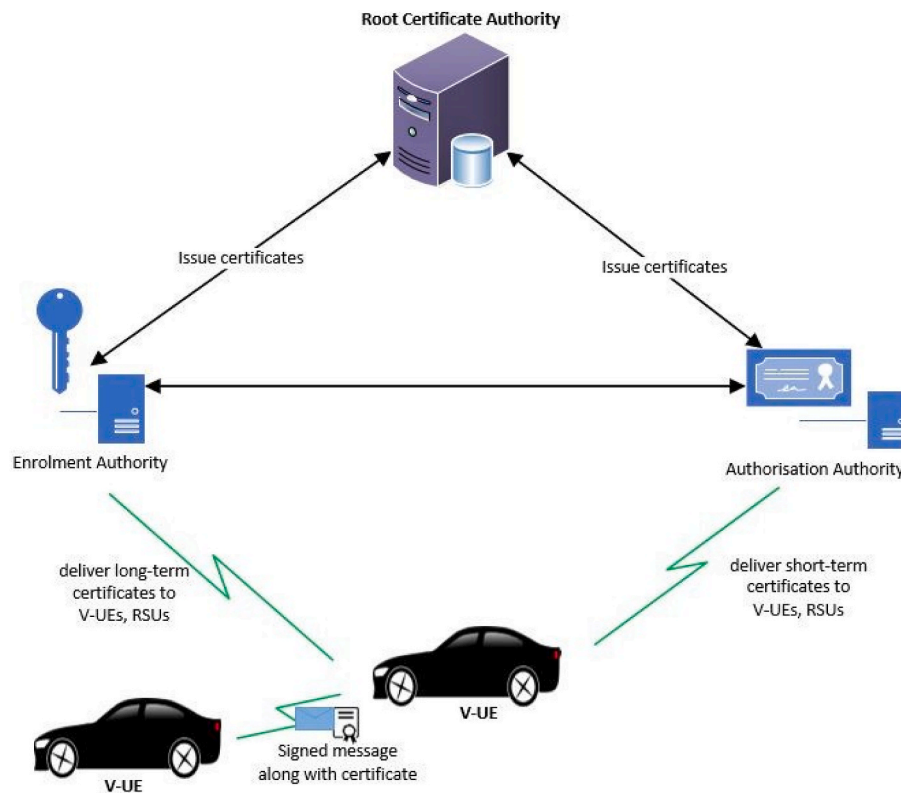 Root Certificate Authority
Issue certificates
Issue certificates
Enrolment Authority
Authorisation Authority
deliver long-term
certificates to
V-UEs, RSUs
deliver short-term
certificates to
V-UEs, RSUs
V-UE
Signed message
along with certificate
V-UE